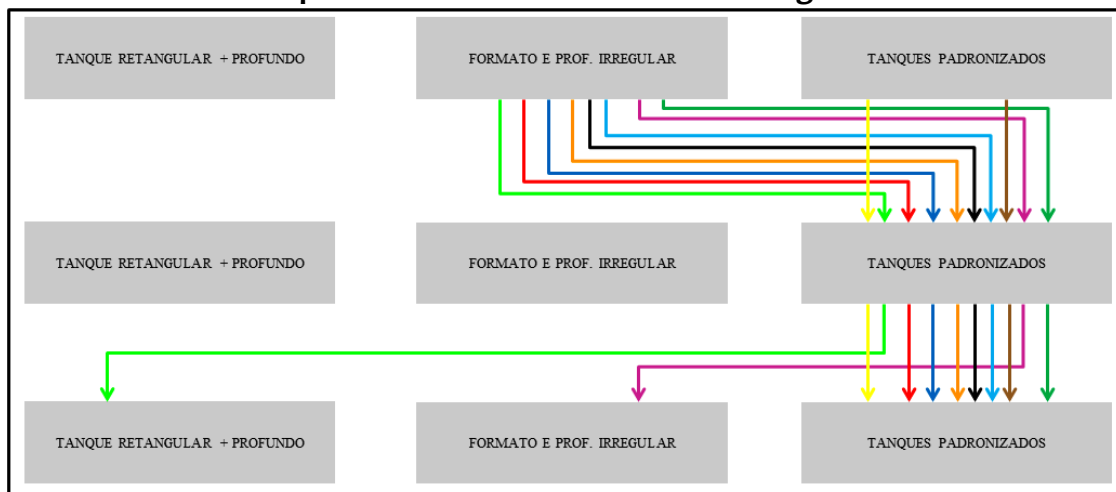 TANQUE RETANGULAR + PROFUNDO
FORMATO E PROF. IRREGULAR
TANQUES PADRONIZADOS
TANQUE RETANGULAR + PROFUNDO
FORMATO E PROF. IRREGULAR
TANQUES PADRONIZADOS
TANQUE RETANGULAR + PROFUNDO
FORMATO E PROF. IRREGULAR
TANQUES PADRONIZADOS